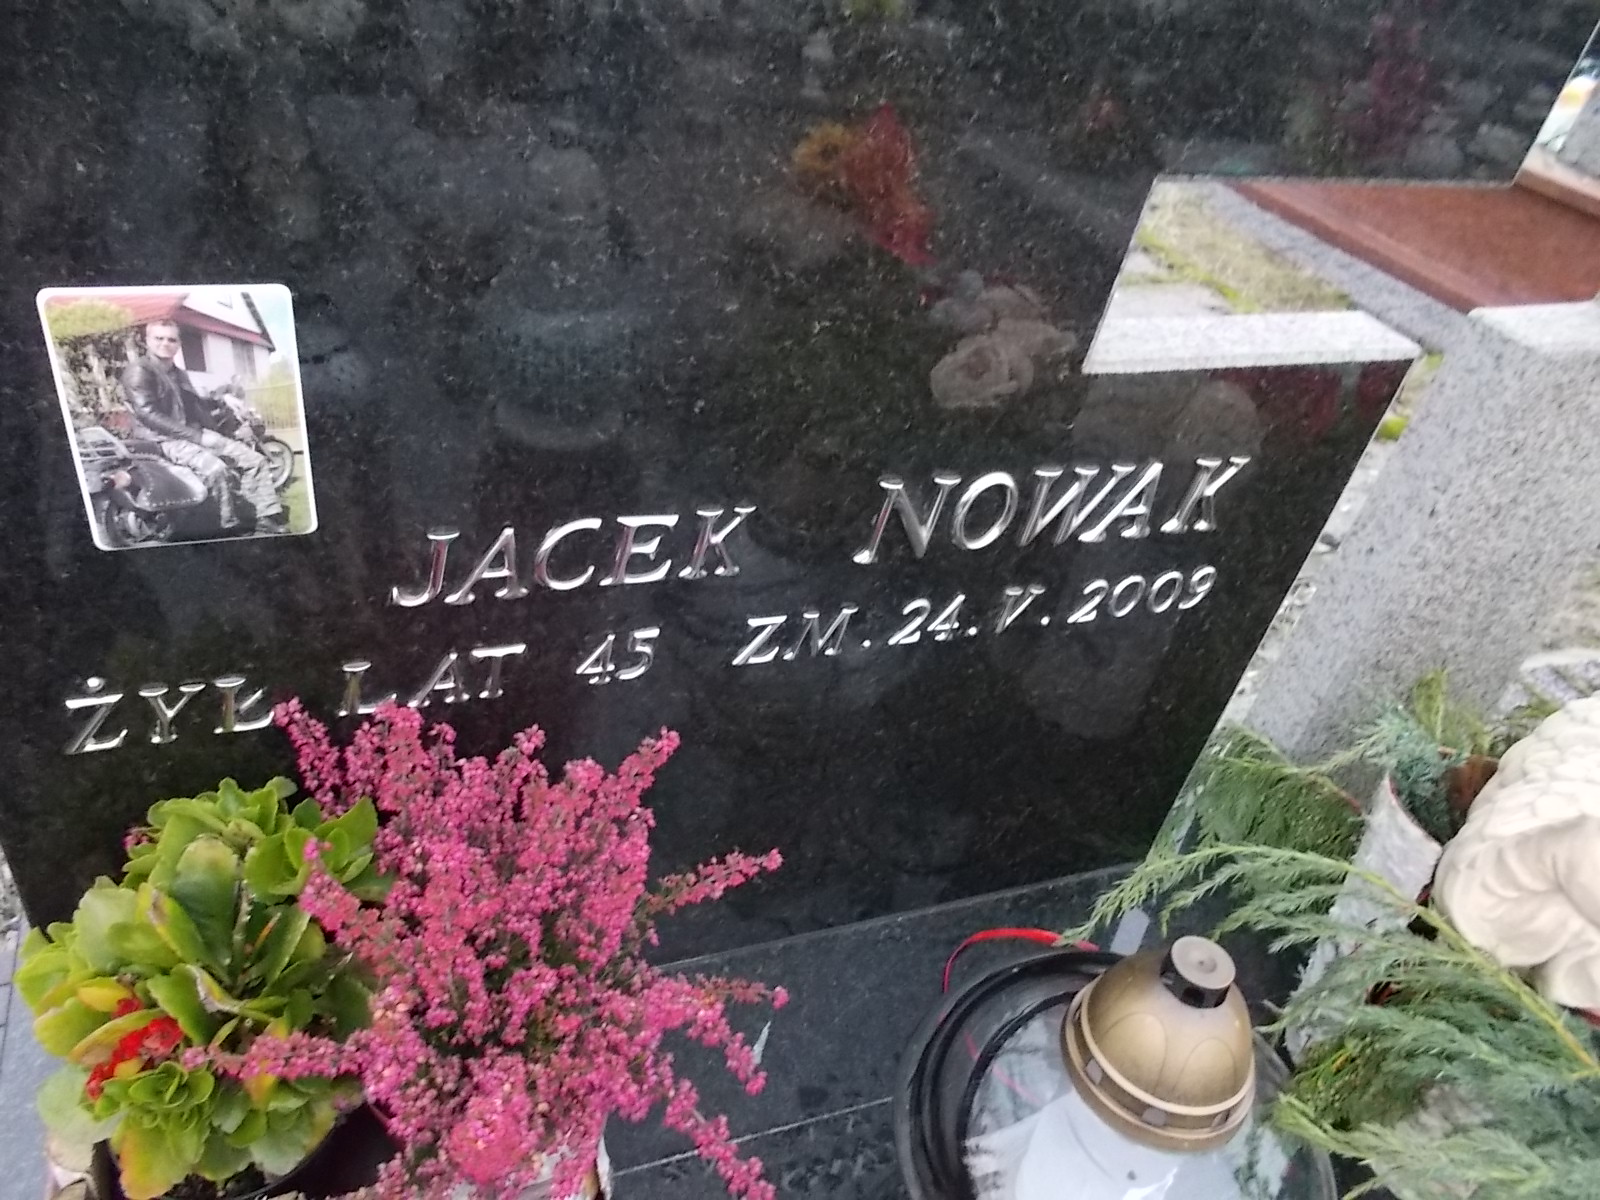 JACEK NOWAK
ŻYŁ LAT 45 ZM. 24. V. 2009